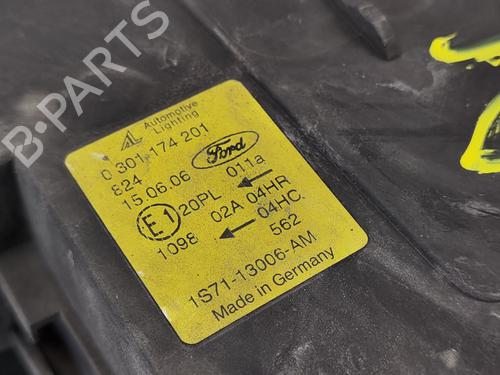 B-PARTS
Automotive
Lighting
0 301 174 201
824
15.06.06
Ford
E1
20PL 011a
02A 04HR
1098 04HC
562
1S71-13006-AM
Made in Germany